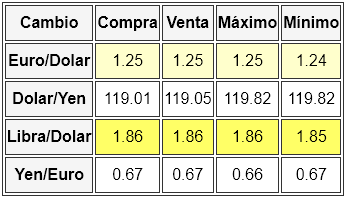 Cambio Compra Venta Máximo Mínimo
Euro/Dolar 1.25 1.25 1.25 1.24
Dolar/Yen 119.01 119.05 119.82 119.82
Libra/Dolar 1.86 1.86 1.86 1.85
Yen/Euro 0.67 0.67 0.66 0.67